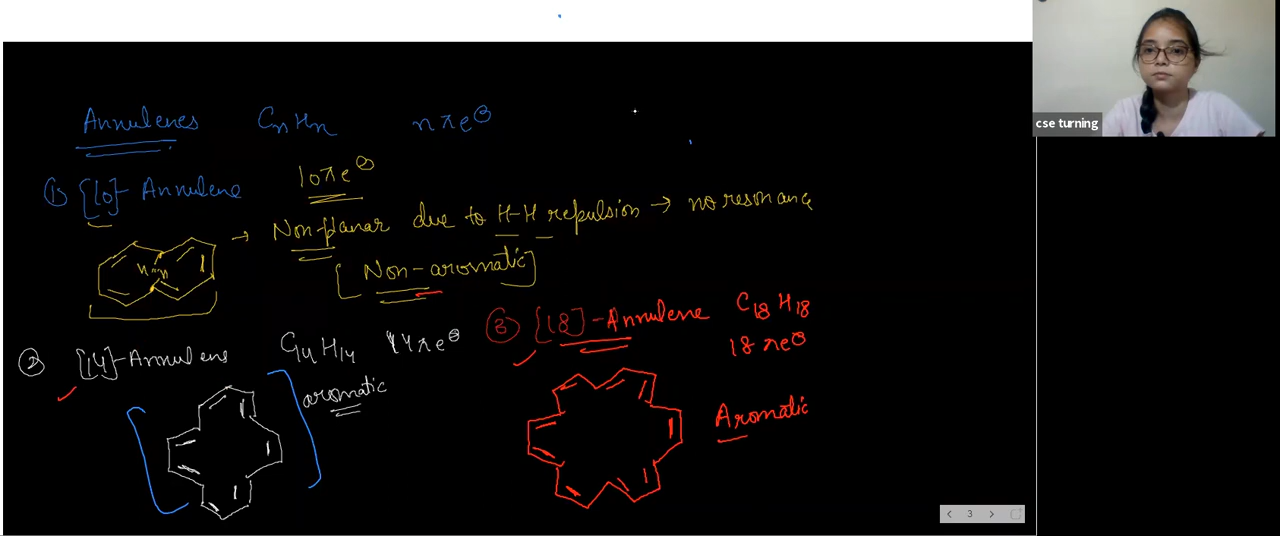 cse turning
Annulenes CnHn nπe⊖
① [10]- Annulene 10πe⊖
Non-planar due to H-H repulsion → no resonance
H H →
[Non-aromatic]
② [14]-Annulene C14H14 14πe⊖
aromatic
③ [18]-Annulene C18H18
18πe⊖
Aromatic
3